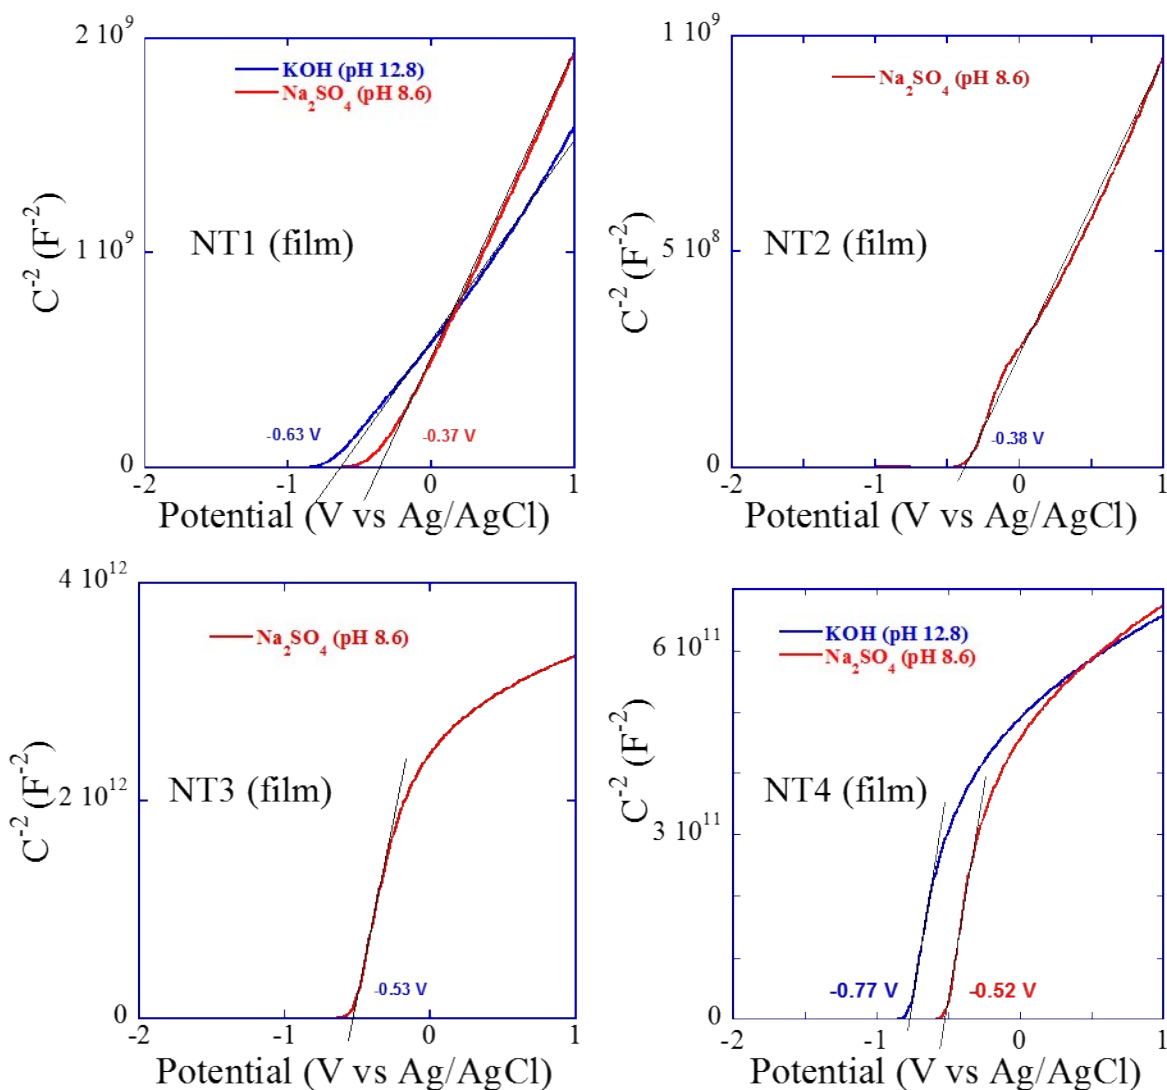 2 10⁹
KOH (pH 12.8)
Na₂SO₄ (pH 8.6)
C⁻² (F⁻²)
1 10⁹
NT1 (film)
-0.63 V
-0.37 V
0
-2
-1
0
1
Potential (V vs Ag/AgCl)
1 10⁹
Na₂SO₄ (pH 8.6)
C⁻² (F⁻²)
5 10⁸
NT2 (film)
-0.38 V
0
-2
-1
0
1
Potential (V vs Ag/AgCl)
4 10¹²
Na₂SO₄ (pH 8.6)
C⁻² (F⁻²)
2 10¹²
NT3 (film)
-0.53 V
0
-2
-1
0
1
Potential (V vs Ag/AgCl)
KOH (pH 12.8)
6 10¹¹
Na₂SO₄ (pH 8.6)
C⁻² (F⁻²)
NT4 (film)
3 10¹¹
-0.77 V
-0.52 V
0
-2
-1
0
1
Potential (V vs Ag/AgCl)